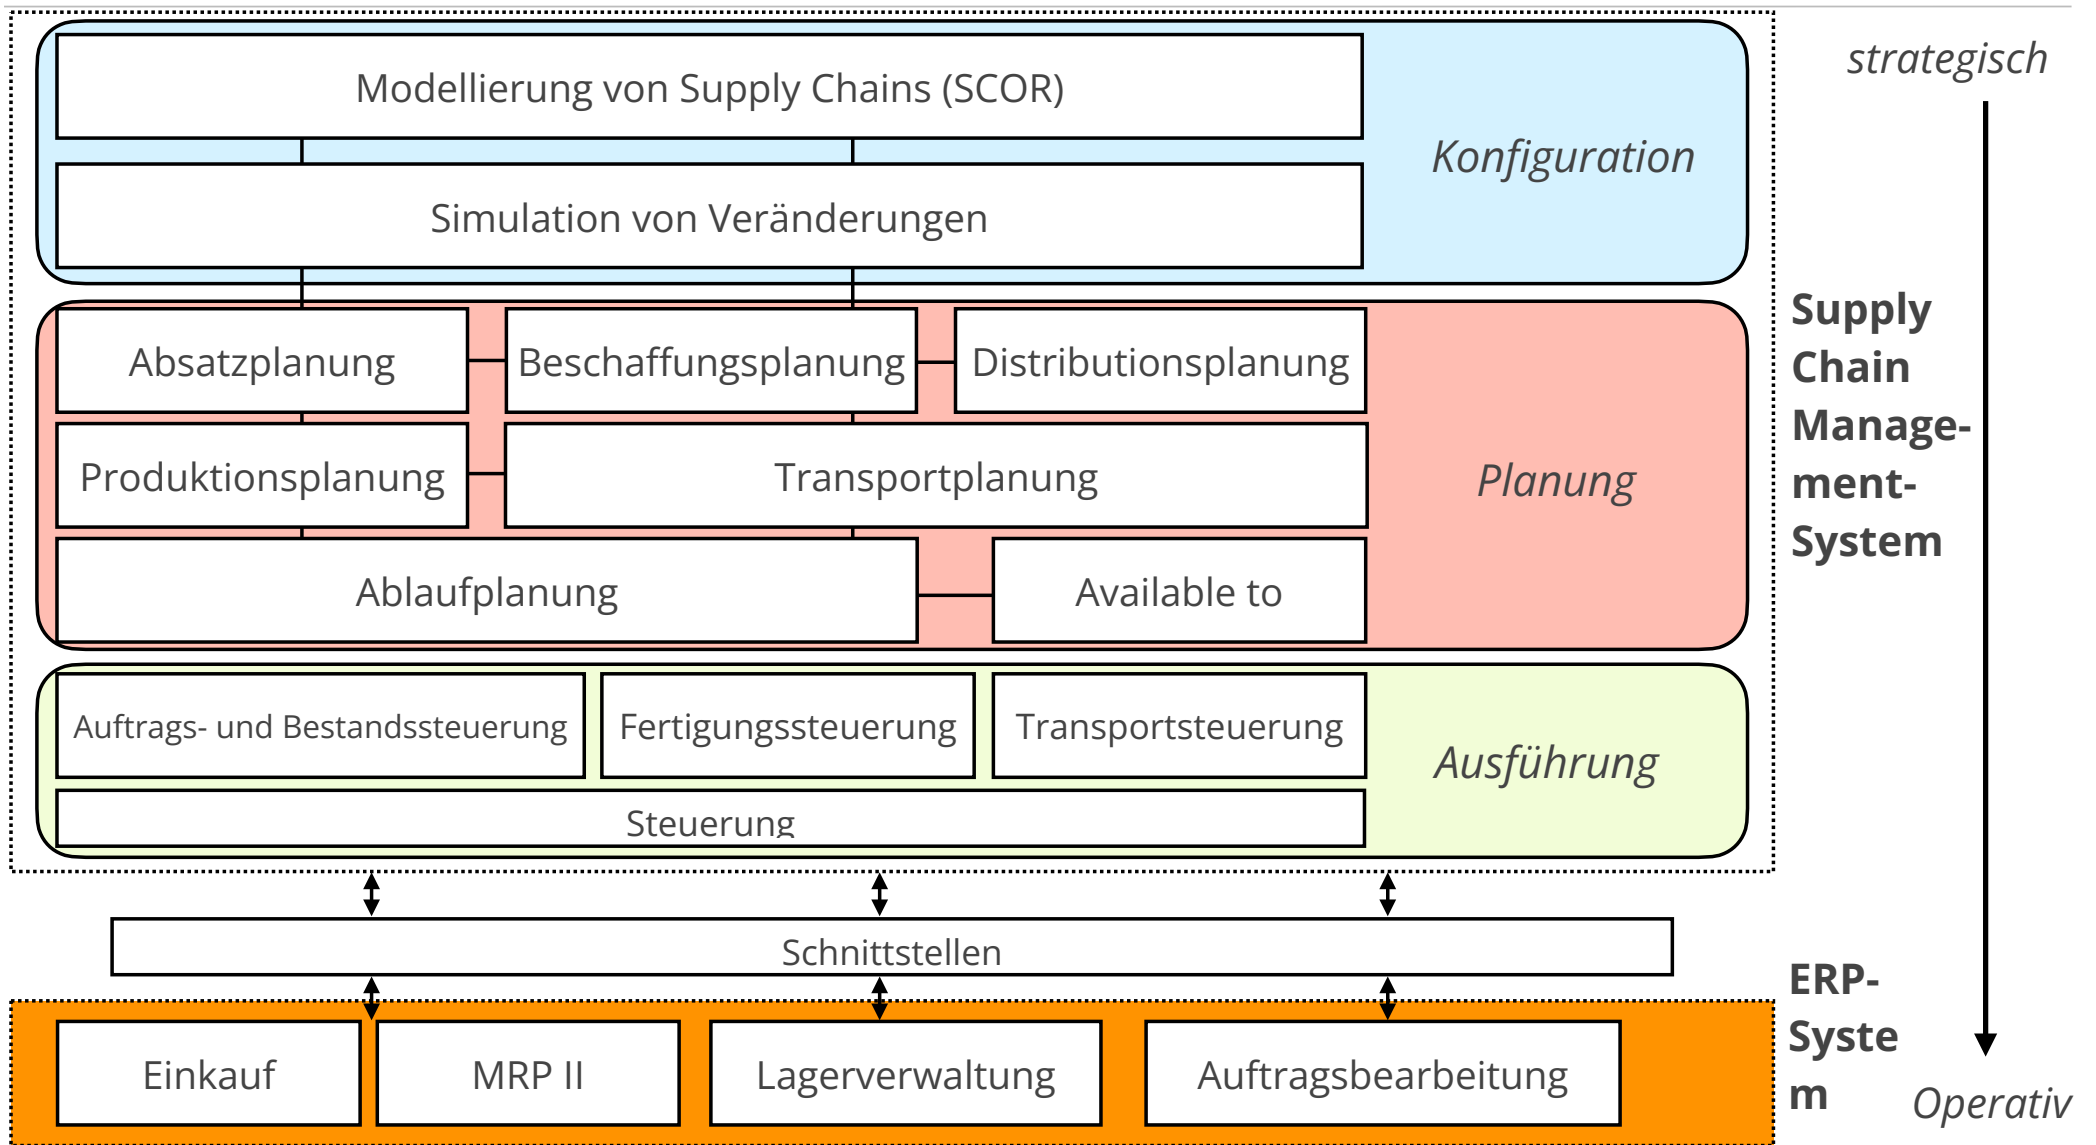 strategisch
Modellierung von Supply Chains (SCOR)
Konfiguration
Simulation von Veränderungen
Absatzplanung
Beschaffungsplanung
Distributionsplanung
Produktionsplanung
Transportplanung
Planung
Ablaufplanung
Available to
Auftrags- und Bestandssteuerung
Fertigungssteuerung
Transportsteuerung
Ausführung
Steuerung
Supply
Chain
Manage-
ment-
System
Schnittstellen
Einkauf
MRP II
Lagerverwaltung
Auftragsbearbeitung
ERP-
Syste
m
Operativ